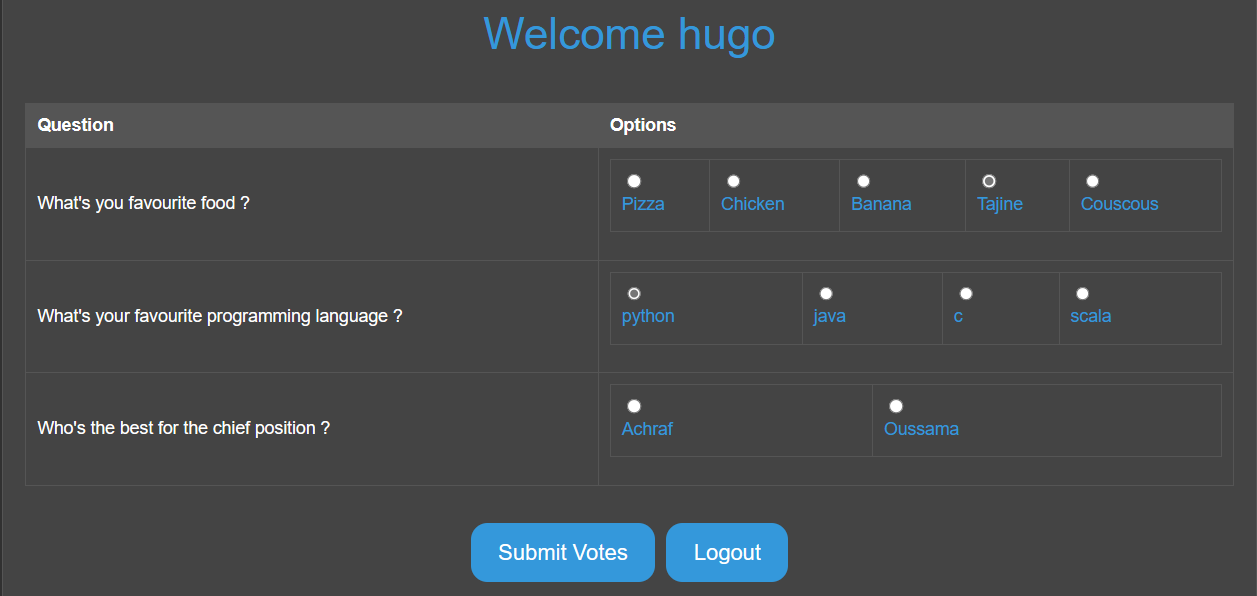 Welcome hugo
Question Options
What's you favourite food ? Pizza Chicken Banana Tajine Couscous
What's your favourite programming language ? python java c scala
Who's the best for the chief position ? Achraf Oussama
Submit Votes Logout